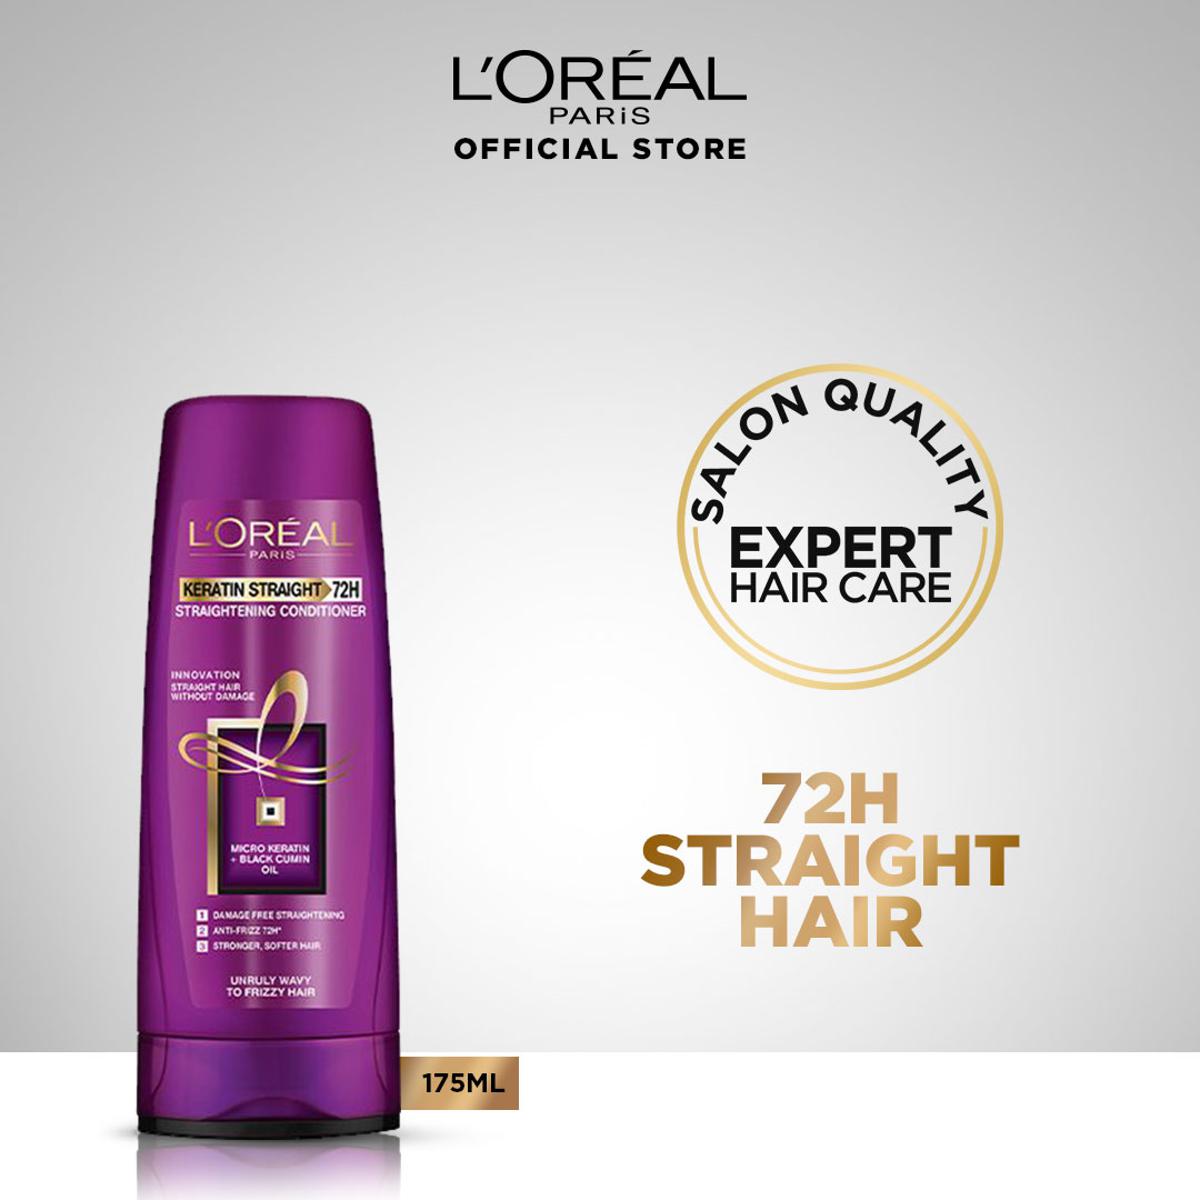 L'ORÉAL
PARiS
OFFICIAL STORE
SALON QUALITY
EXPERT
HAIR CARE
72H
STRAIGHT
HAIR
L'ORÉAL
PARiS
KERATIN STRAIGHT 72H
STRAIGHTENING CONDITIONER
INNOVATION
STRAIGHT HAIR
WITHOUT DAMAGE
MICRO KERATIN
+ BLACK CUMIN
OIL
1 DAMAGE FREE STRAIGHTENING
2 ANTI-FRIZZ 72H*
3 STRONGER, SOFTER HAIR
UNRULY WAVY
TO FRIZZY HAIR
175ML